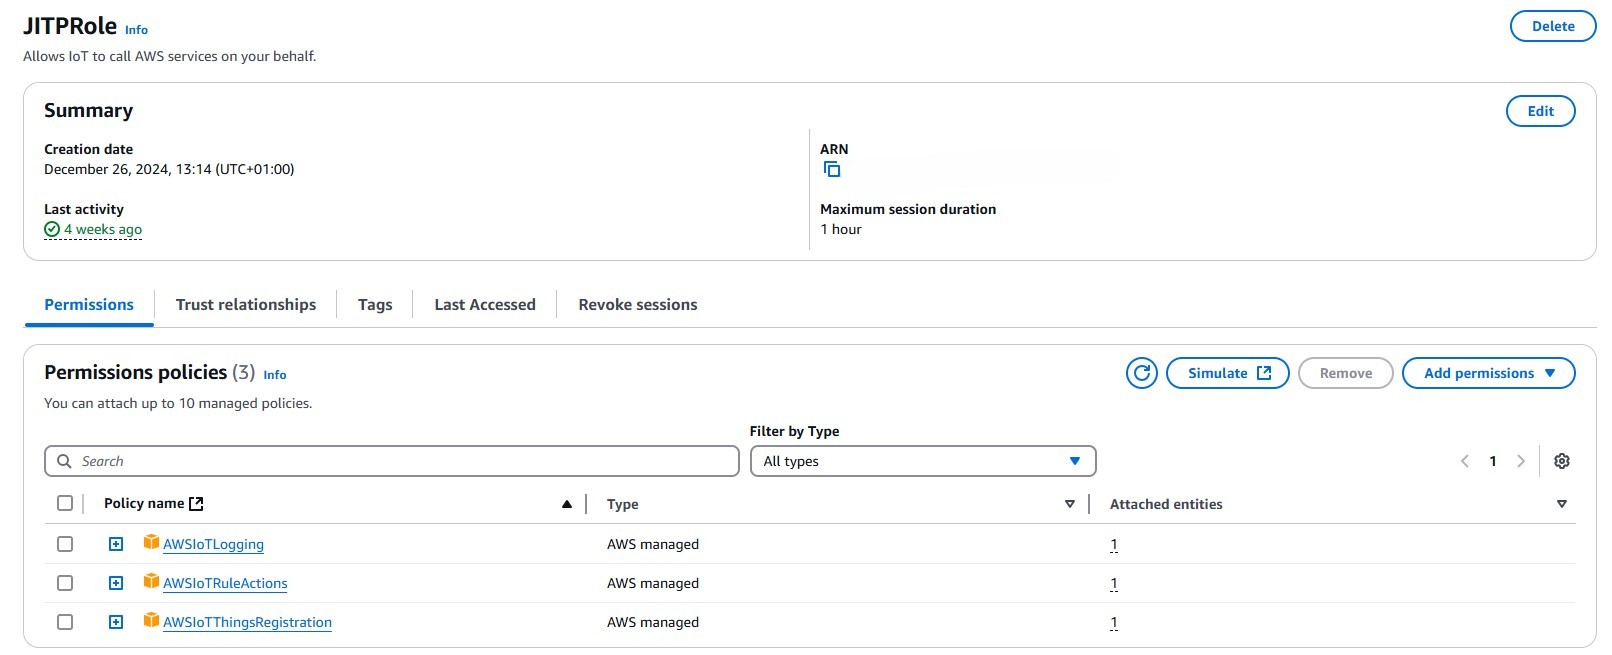 JITPRole Info
Delete
Allows IoT to call AWS services on your behalf.
Summary
Edit
Creation date
December 26, 2024, 13:14 (UTC+01:00)
ARN
Last activity
4 weeks ago
Maximum session duration
1 hour
Permissions
Trust relationships
Tags
Last Accessed
Revoke sessions
Permissions policies (3) Info
Simulate
Remove
Add permissions
You can attach up to 10 managed policies.
Filter by Type
Search
All types
1
Policy name
Type
Attached entities
AWSIoTLogging
AWS managed
1
AWSIoTRuleActions
AWS managed
1
AWSIoTThingsRegistration
AWS managed
1